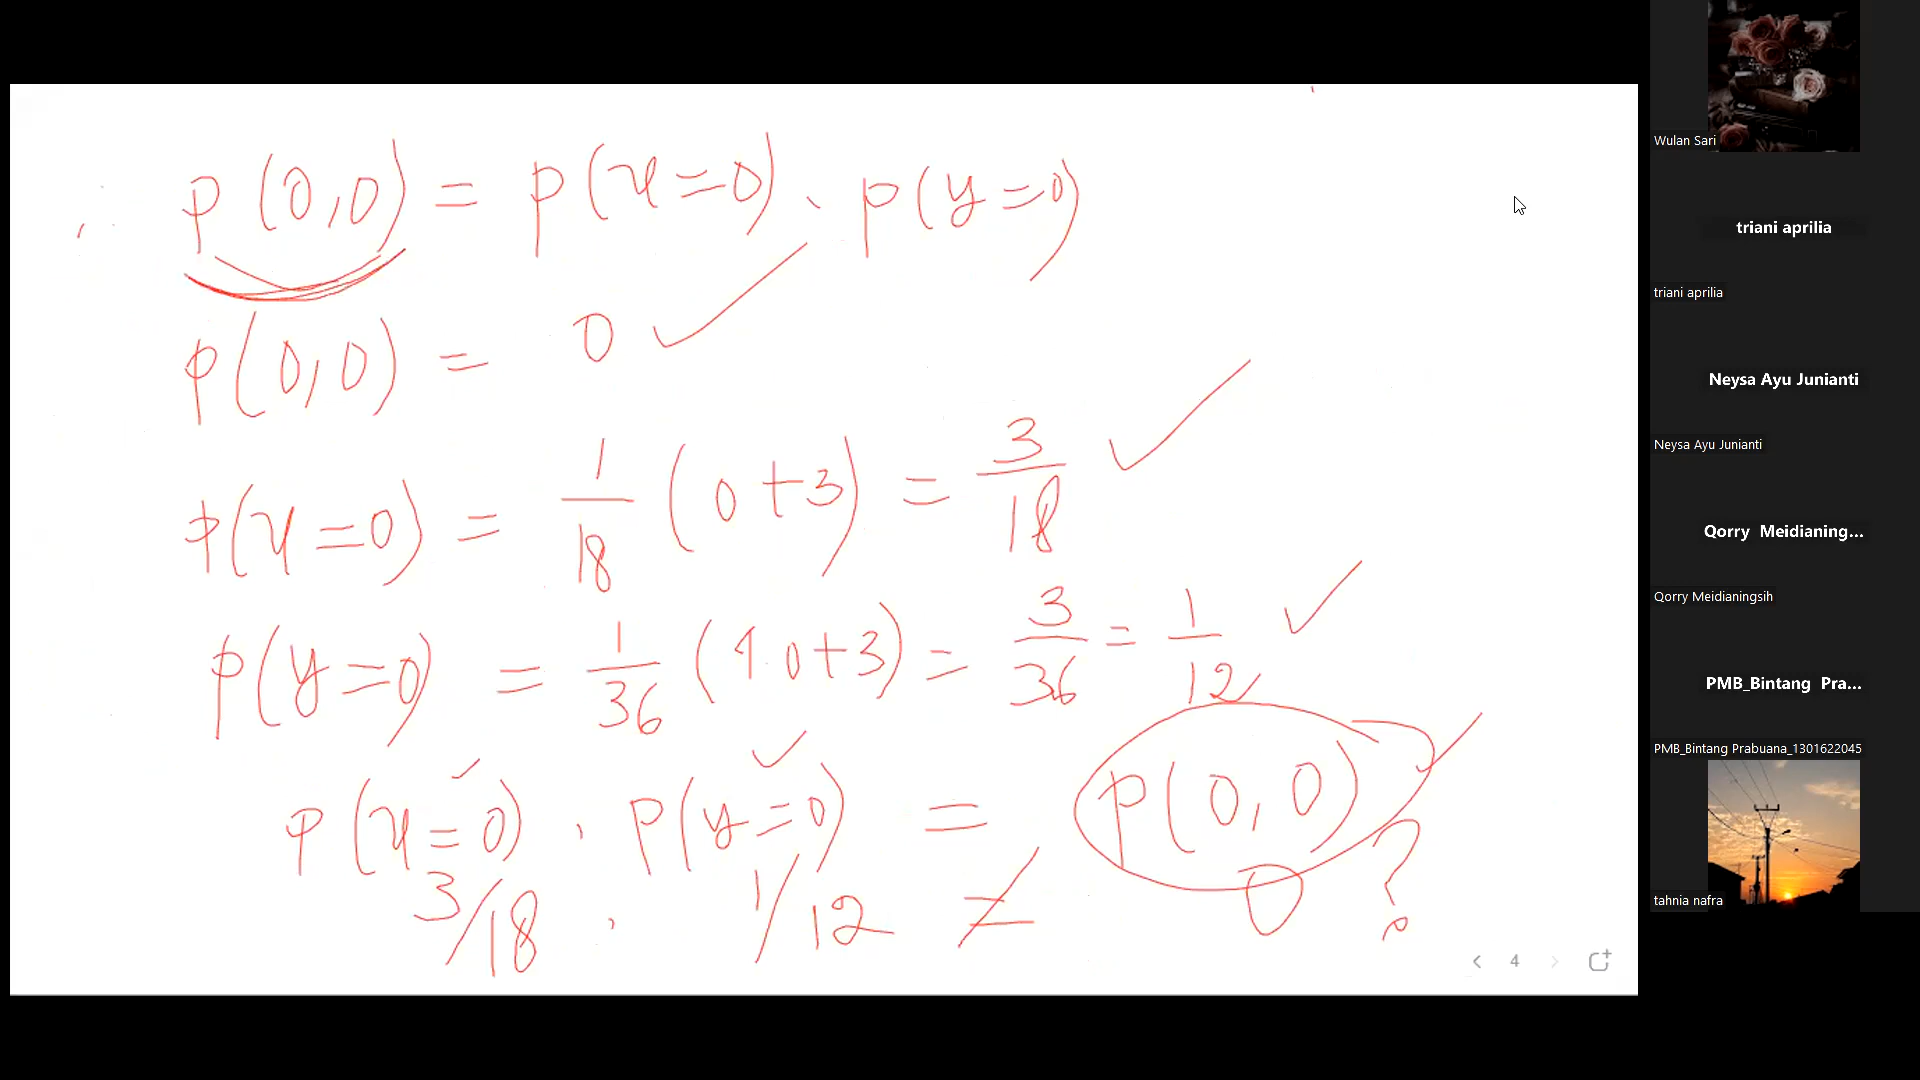 P(0,0) = P(x=0) . P(y=0)
P(0,0) = 0 ✓
P(x=0) = 1/18 (0+3) = 3/18 ✓
P(y=0) = 1/36 (9.0+3) = 3/36 = 1/12 ✓
P(x=0) . P(y=0) = P(0,0) ✓
3/18 . 1/12 ≠ 0 ?
4
Wulan Sari
triani aprilia
triani aprilia
Neysa Ayu Junianti
Neysa Ayu Junianti
Qorry Meidianing...
Qorry Meidianingsih
PMB_Bintang Pra...
PMB_Bintang Prabuana_1301622045
tahnia nafra